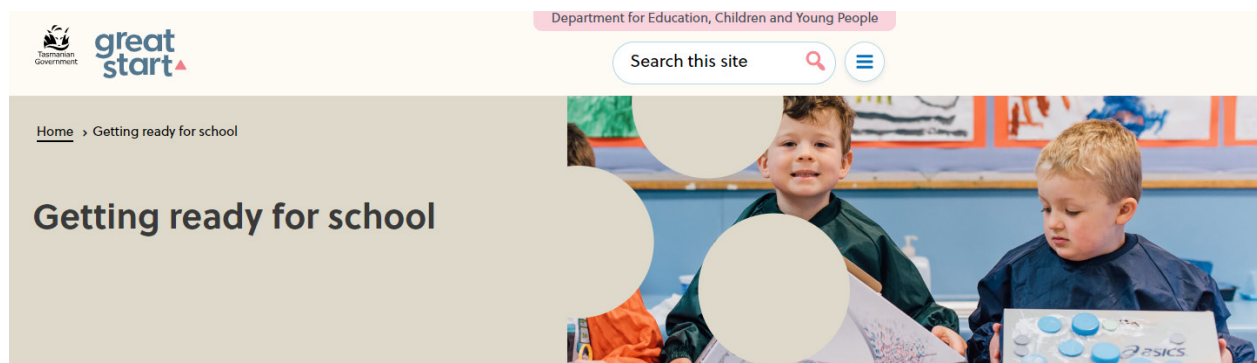 Department for Education, Children and Young People
Tasmanian
Government
great
start
Search this site
Home > Getting ready for school
Getting ready for school
asics